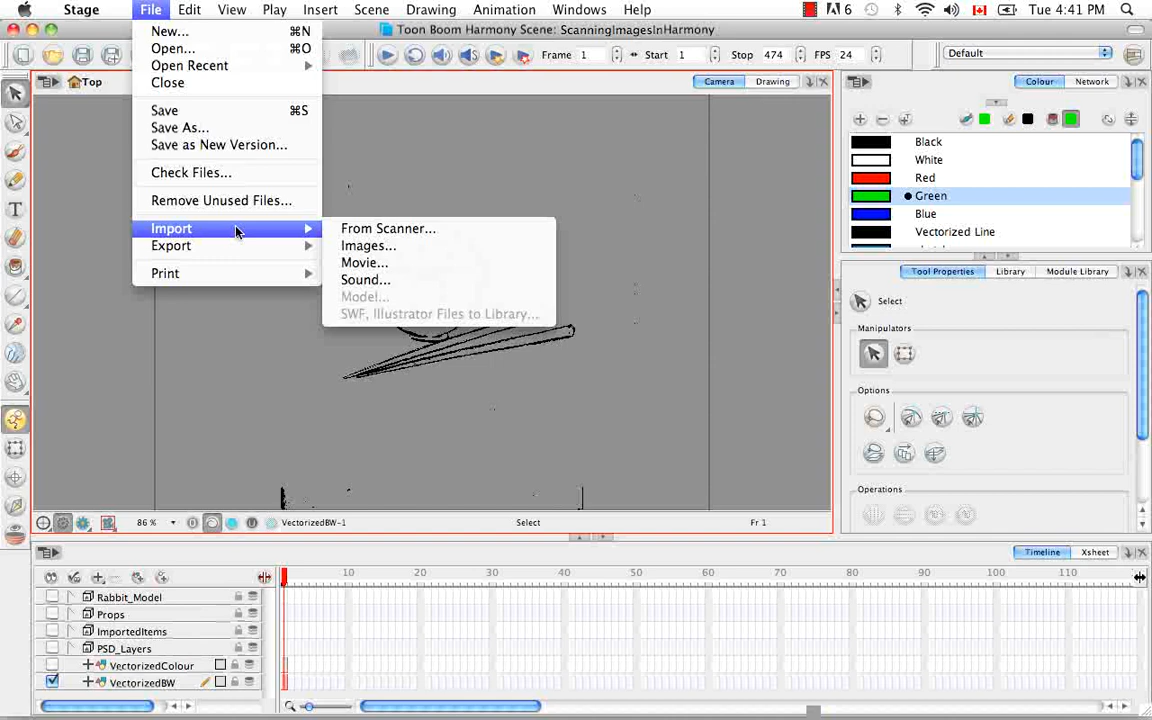 Stage File Edit View Play Insert Scene Drawing Animation Windows Help A 6 Tue 4:41 PM
Toon Boom Harmony Scene: ScanningImagesInHarmony
Frame 1 Start 1 Stop 474 FPS 24 Default
Top Camera Drawing Colour Network
New... ⌘N
Open... ⌘O
Open Recent
Close
Save ⌘S
Save As...
Save as New Version...
Check Files...
Remove Unused Files...
Import
Export
Print
From Scanner...
Images...
Movie...
Sound...
Model...
SWF, Illustrator Files to Library...
Black
White
Red
Green
Blue
Vectorized Line
Tool Properties Library Module Library
Select
Manipulators
Options
Operations
86 % VectorizedBW-1 Select Fr 1
Timeline Xsheet
10 20 30 40 50 60 70 80 90 100 110
Rabbit_Model
Props
ImportedItems
PSD_Layers
VectorizedColour
VectorizedBW